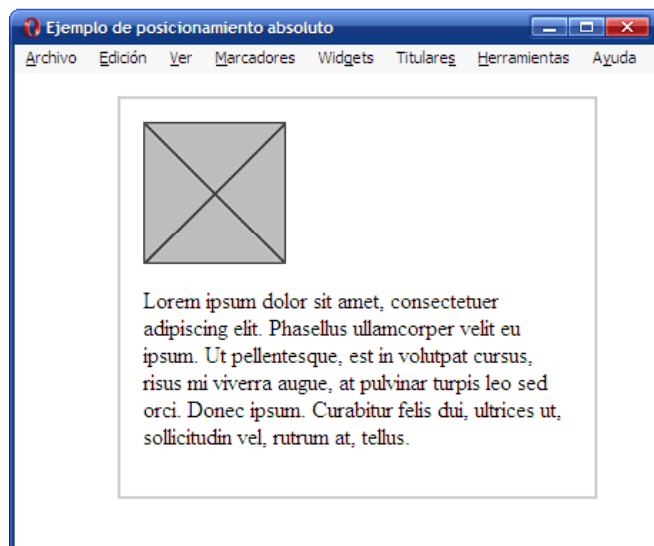 Ejemplo de posicionamiento absoluto
Archivo Edición Ver Marcadores Widgets Titulares Herramientas Ayuda
Lorem ipsum dolor sit amet, consectetuer
adipiscing elit. Phasellus ullamcorper velit eu
ipsum. Ut pellentesque, est in volutpat cursus,
risus mi viverra augue, at pulvinar turpis leo sed
orci. Donec ipsum. Curabitur felis dui, ultrices ut,
sollicitudin vel, rutrum at, tellus.